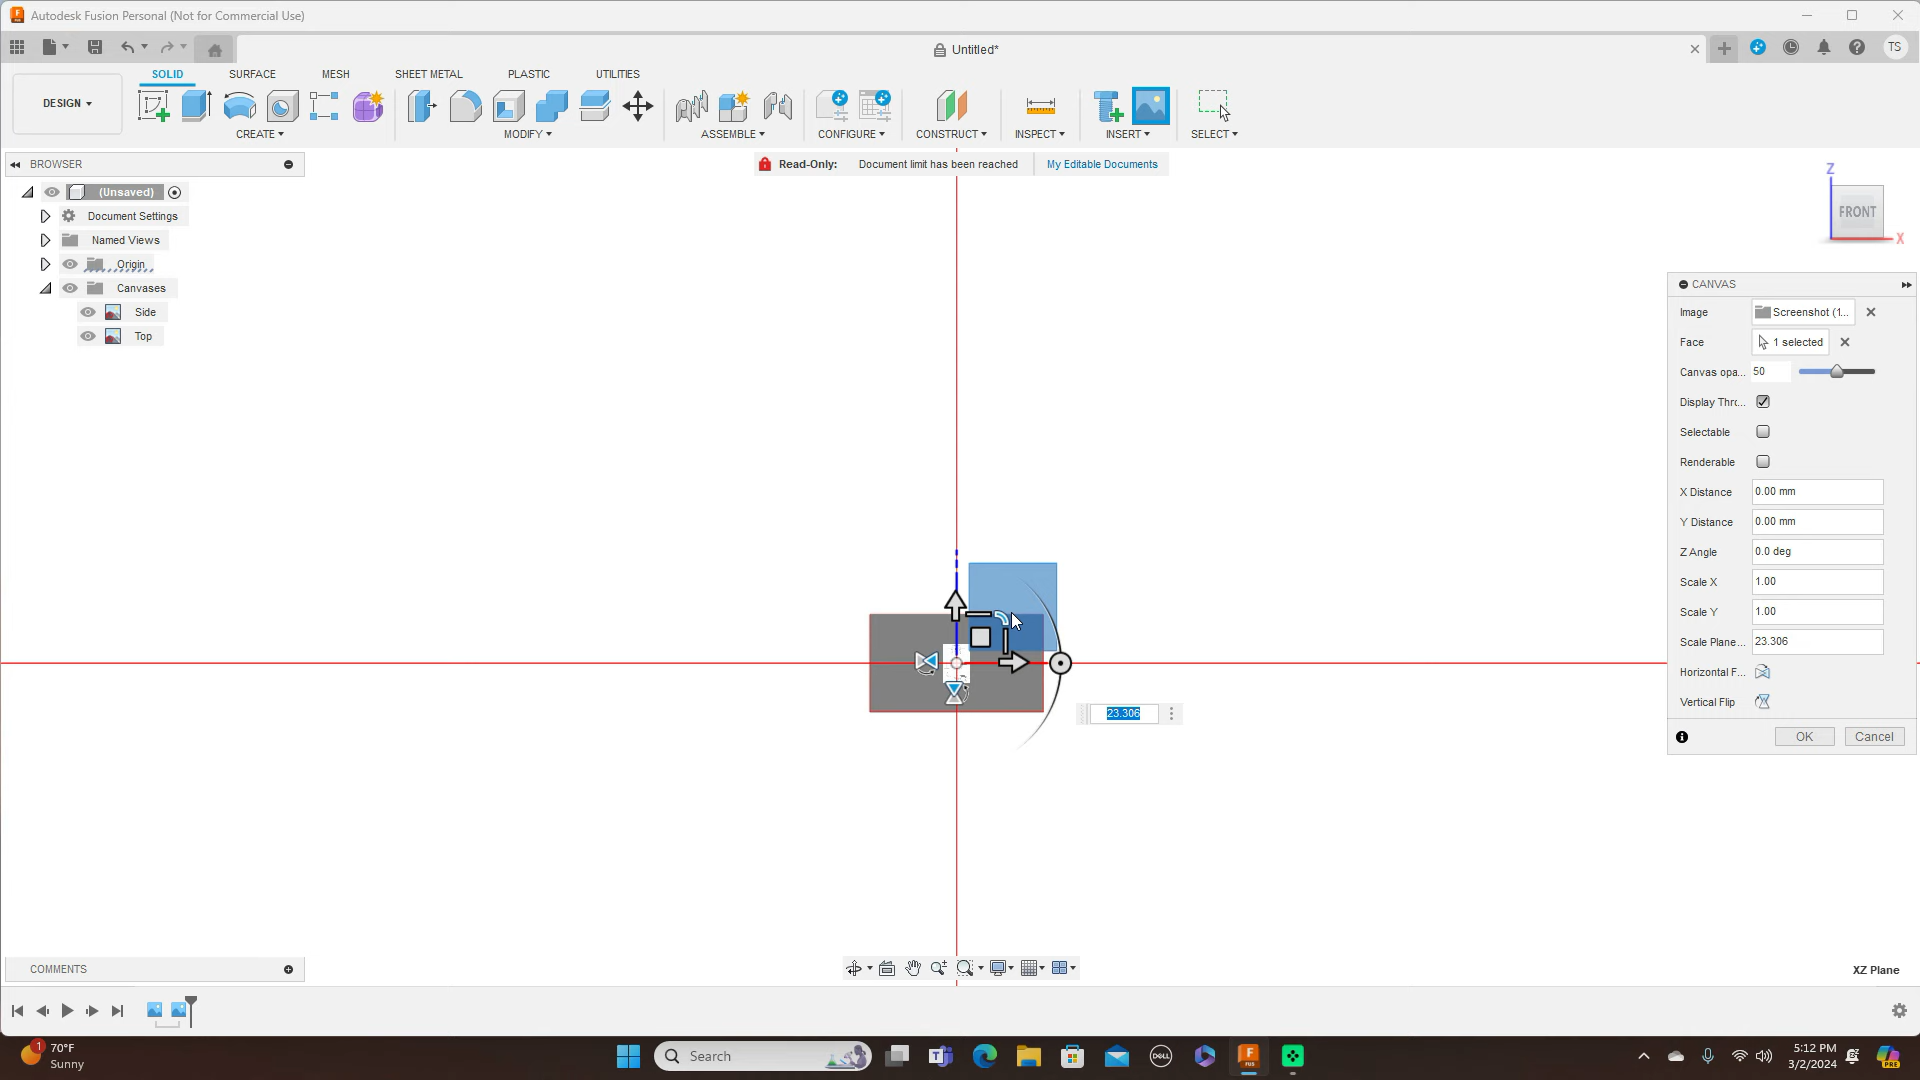 Autodesk Fusion Personal (Not for Commercial Use)
Untitled*
TS
DESIGN
SOLID
SURFACE
MESH
SHEET METAL
PLASTIC
UTILITIES
CREATE
MODIFY
ASSEMBLE
CONFIGURE
CONSTRUCT
INSPECT
INSERT
SELECT
BROWSER
Read-Only:
Document limit has been reached
My Editable Documents
(Unsaved)
Document Settings
Named Views
Origin
Canvases
Side
Top
Z
FRONT
X
CANVAS
Image
Screenshot (1...
Face
1 selected
Canvas opa...
50
Display Thrc...
Selectable
Renderable
X Distance
0.00 mm
Y Distance
0.00 mm
Z Angle
0.0 deg
Scale X
1.00
Scale Y
1.00
Scale Plane...
23.306
Horizontal F...
Vertical Flip
OK
Cancel
23.306
COMMENTS
XZ Plane
1
70°F
Sunny
Search
DELL
F
FUS
5:12 PM
3/2/2024
PRE